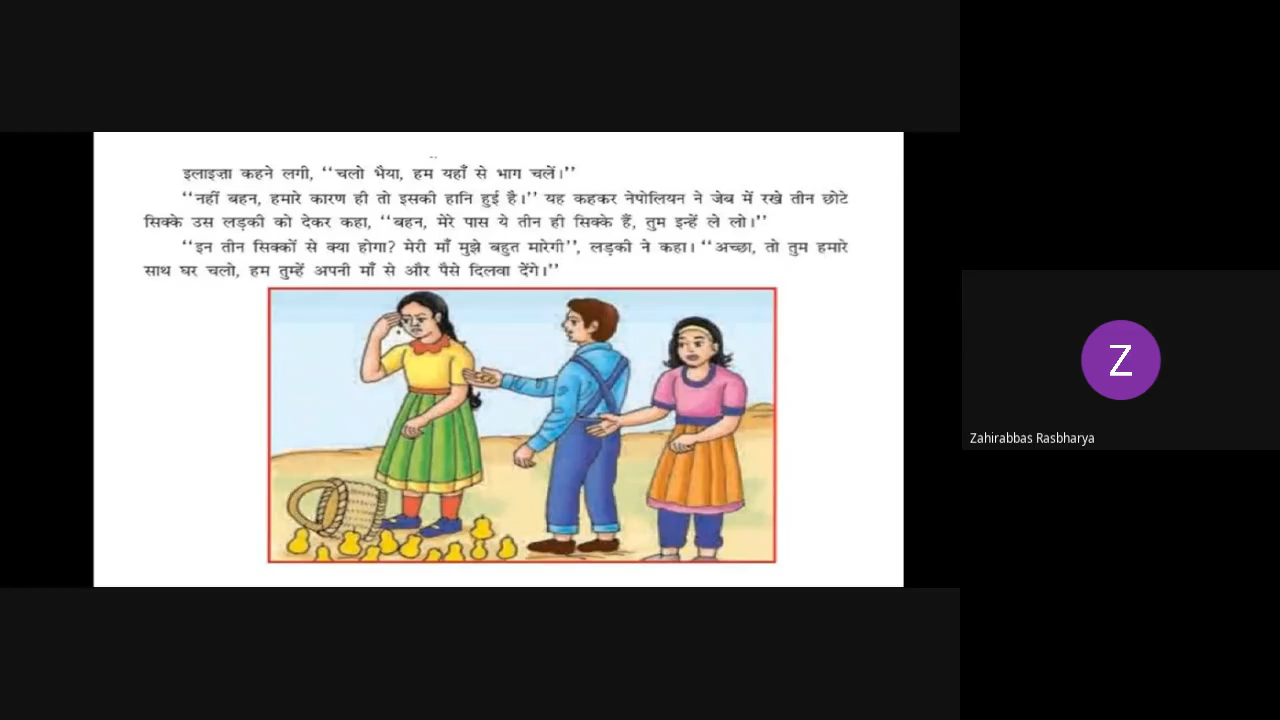 इलाइज़ा कहने लगी, ‘‘चलो भैया, हम यहाँ से भाग चलें।’’
‘‘नहीं बहन, हमारे कारण ही तो इसकी हानि हुई है।’’ यह कहकर नेपोलियन ने जेब में रखे तीन छोटे
सिक्के उस लड़की को देकर कहा, ‘‘बहन, मेरे पास ये तीन ही सिक्के हैं, तुम इन्हें ले लो।’’
‘‘इन तीन सिक्कों से क्या होगा? मेरी माँ मुझे बहुत मारेगी’’, लड़की ने कहा। ‘‘अच्छा, तो तुम हमारे
साथ घर चलो, हम तुम्हें अपनी माँ से और पैसे दिलवा देंगे।’’
Z
Zahirabbas Rasbharya